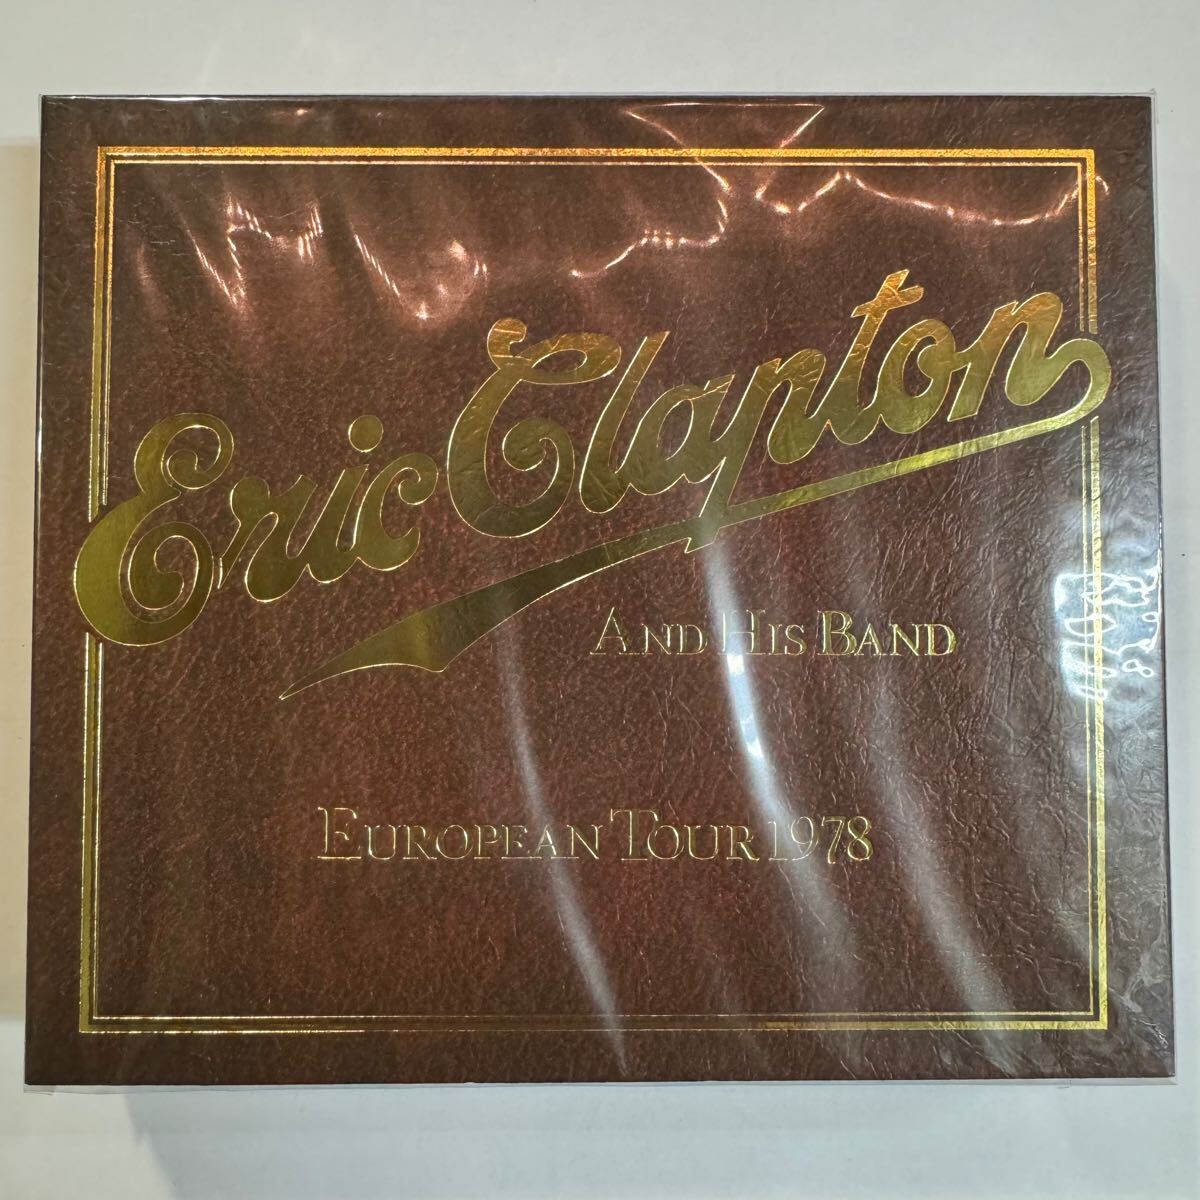 Eric Clapton
AND HIS BAND
EUROPEAN TOUR 1978